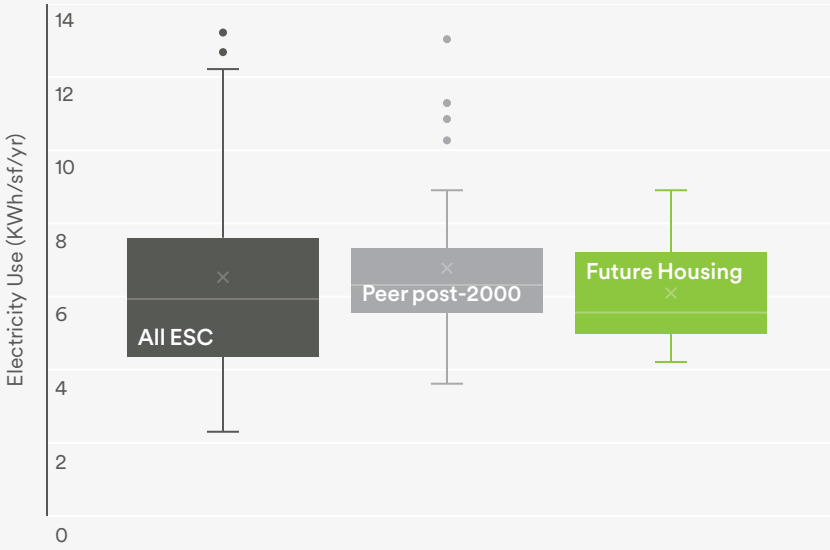 Electricity Use (KWh/sf/yr)
14
12
10
8
6
4
2
0
All ESC
Peer post-2000
Future Housing